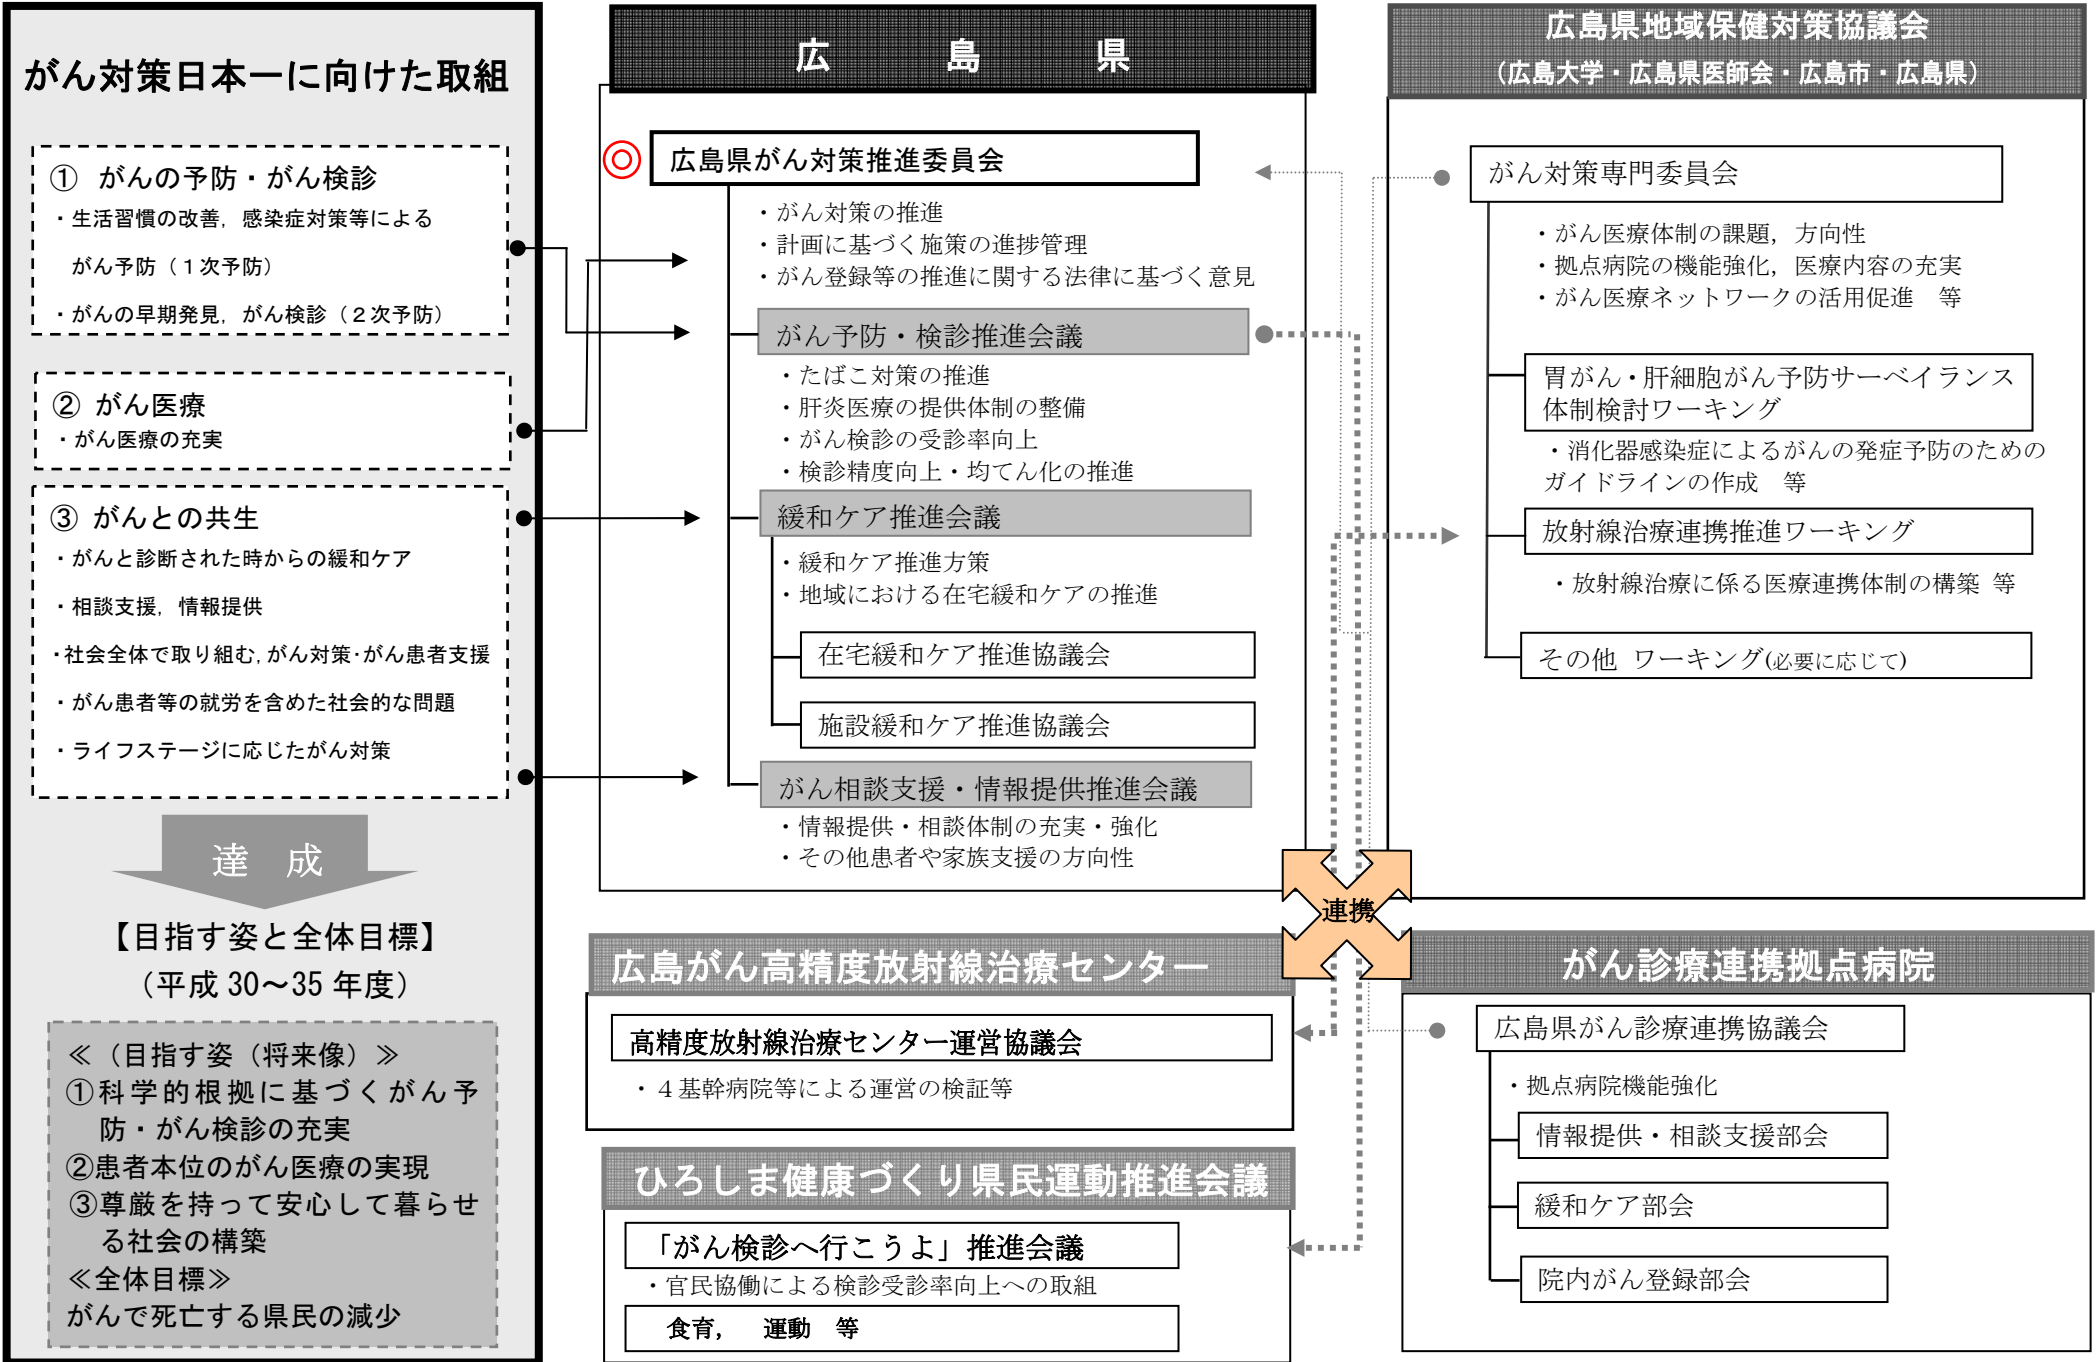 がん対策日本一に向けた取組
① がんの予防・がん検診
・生活習慣の改善，感染症対策等による
がん予防（１次予防）
・がんの早期発見，がん検診（２次予防）
② がん医療
・がん医療の充実
③ がんとの共生
・がんと診断された時からの緩和ケア
・相談支援，情報提供
・社会全体で取り組む，がん対策・がん患者支援
・がん患者等の就労を含めた社会的な問題
・ライフステージに応じたがん対策
達 成
【目指す姿と全体目標】
（平成 30～35 年度）
≪（目指す姿（将来像）≫
①科学的根拠に基づくがん予
防・がん検診の充実
②患者本位のがん医療の実現
③尊厳を持って安心して暮らせ
る社会の構築
≪全体目標≫
がんで死亡する県民の減少
広 島 県
◎ 広島県がん対策推進委員会
・がん対策の推進
・計画に基づく施策の進捗管理
・がん登録等の推進に関する法律に基づく意見
がん予防・検診推進会議
・たばこ対策の推進
・肝炎医療の提供体制の整備
・がん検診の受診率向上
・検診精度向上・均てん化の推進
緩和ケア推進会議
・緩和ケア推進方策
・地域における在宅緩和ケアの推進
在宅緩和ケア推進協議会
施設緩和ケア推進協議会
がん相談支援・情報提供推進会議
・情報提供・相談体制の充実・強化
・その他患者や家族支援の方向性
広島県地域保健対策協議会
（広島大学・広島県医師会・広島市・広島県）
がん対策専門委員会
・がん医療体制の課題，方向性
・拠点病院の機能強化，医療内容の充実
・がん医療ネットワークの活用促進 等
胃がん・肝細胞がん予防サーベイランス
体制検討ワーキング
・消化器感染症によるがんの発症予防のための
ガイドラインの作成 等
放射線治療連携推進ワーキング
・放射線治療に係る医療連携体制の構築 等
その他 ワーキング(必要に応じて)
連携
広島がん高精度放射線治療センター
高精度放射線治療センター運営協議会
・４基幹病院等による運営の検証等
ひろしま健康づくり県民運動推進会議
「がん検診へ行こうよ」推進会議
・官民協働による検診受診率向上への取組
食育， 運動 等
がん診療連携拠点病院
広島県がん診療連携協議会
・拠点病院機能強化
情報提供・相談支援部会
緩和ケア部会
院内がん登録部会